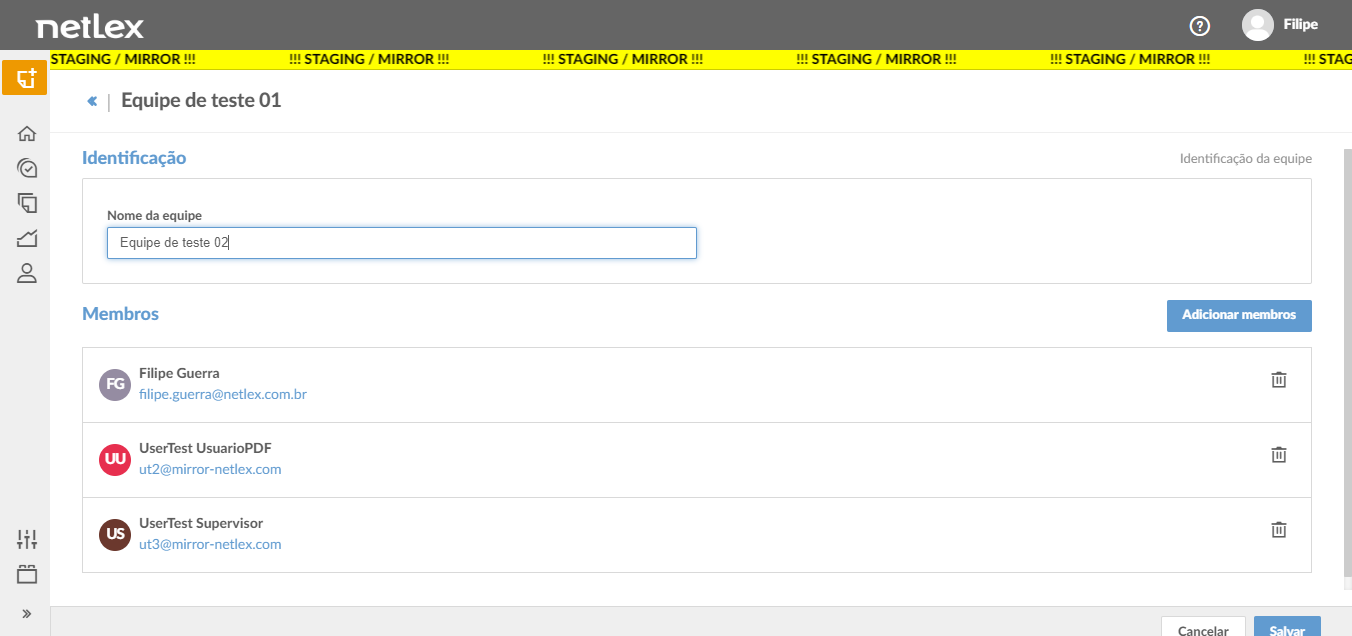 netlex
Filipe
STAGING / MIRROR !!! !!! STAGING / MIRROR !!! !!! STAGING / MIRROR !!! !!! STAGING / MIRROR !!! !!! STAGING / MIRROR !!! !!! STAG
« | Equipe de teste 01
Identificação
Identificação da equipe
Nome da equipe
Equipe de teste 02
Membros
Adicionar membros
FG
Filipe Guerra
filipe.guerra@netlex.com.br
UU
UserTest UsuarioPDF
ut2@mirror-netlex.com
US
UserTest Supervisor
ut3@mirror-netlex.com
»
Cancelar
Salvar